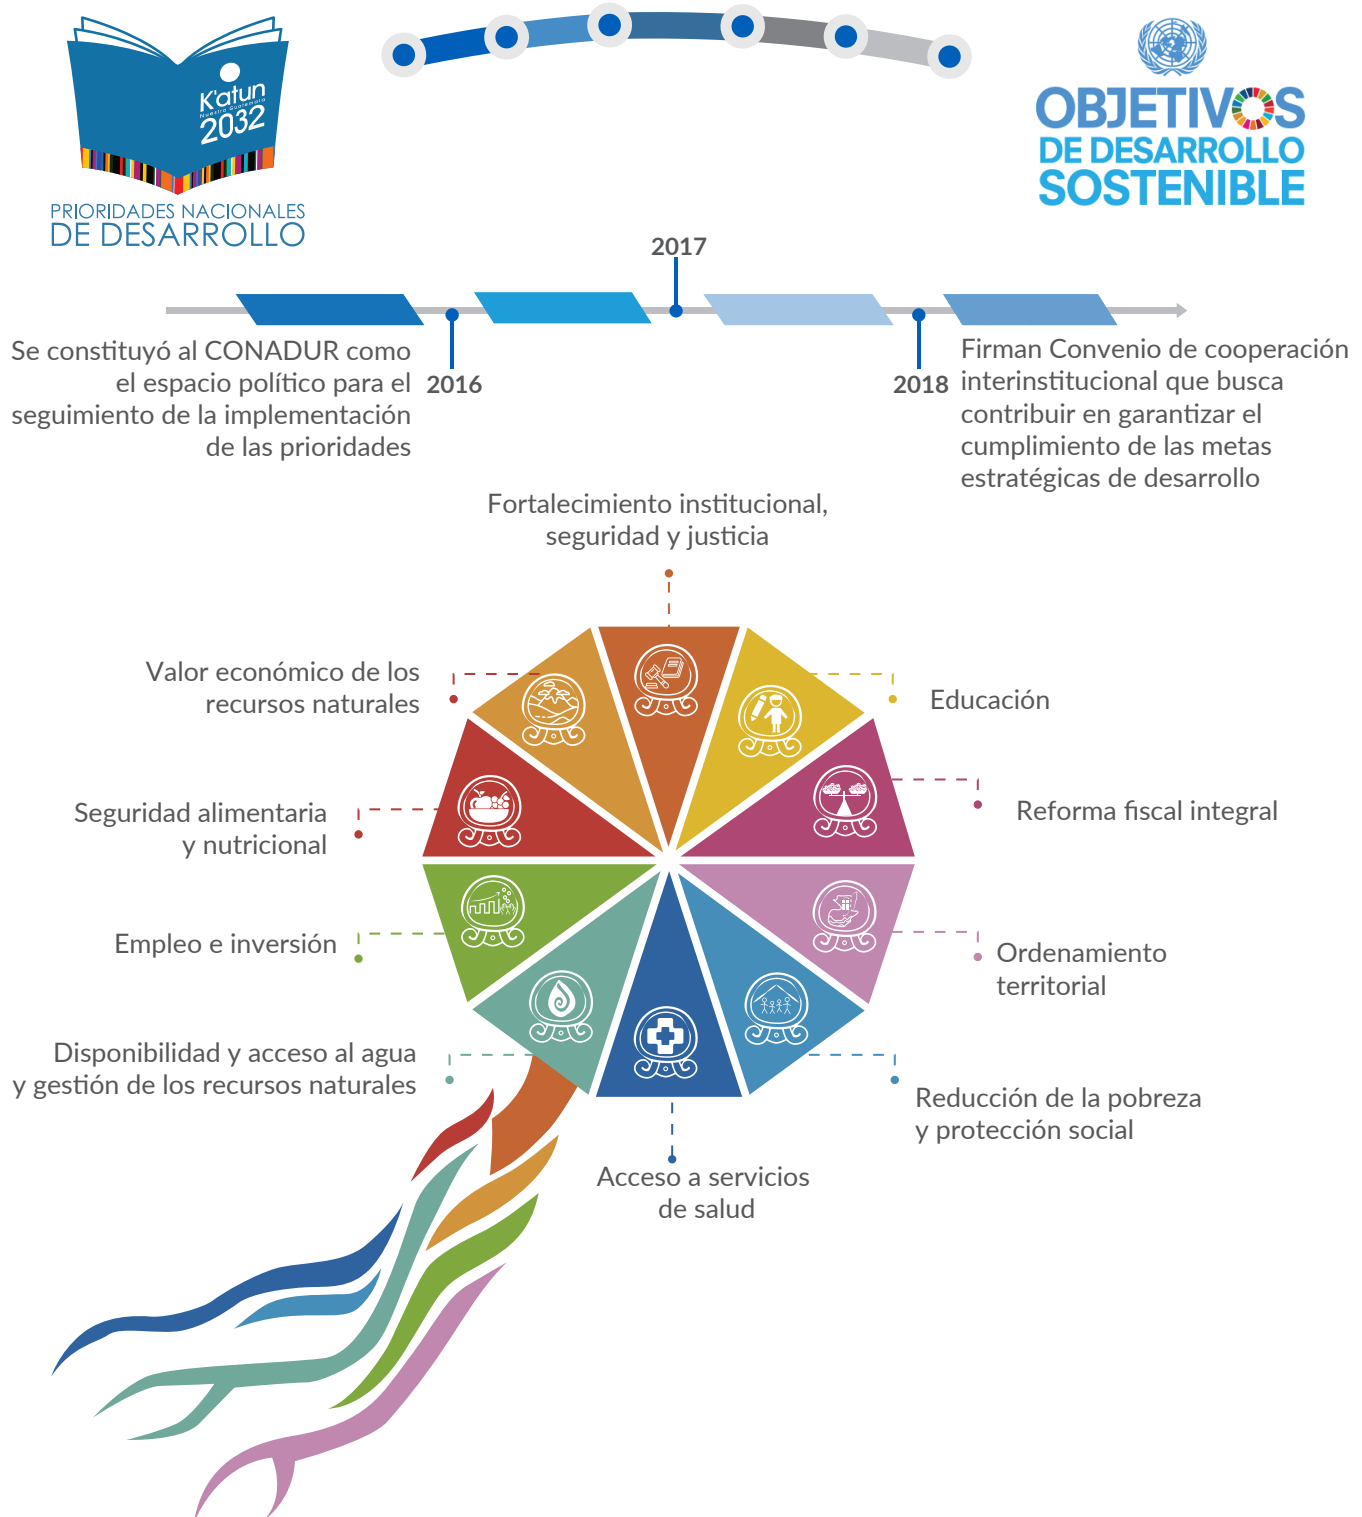 K'atun
Nuestra Guatemala
2032
PRIORIDADES NACIONALES
DE DESARROLLO
OBJETIVOS
DE DESARROLLO
SOSTENIBLE
2017
Se constituyó al CONADUR como
el espacio político para el
seguimiento de la implementación
de las prioridades
2016
2018
Firman Convenio de cooperación
interinstitucional que busca
contribuir en garantizar el
cumplimiento de las metas
estratégicas de desarrollo
Fortalecimiento institucional,
seguridad y justicia
Valor económico de los
recursos naturales
Educación
Seguridad alimentaria
y nutricional
Reforma fiscal integral
Empleo e inversión
Ordenamiento
territorial
Disponibilidad y acceso al agua
y gestión de los recursos naturales
Reducción de la pobreza
y protección social
Acceso a servicios
de salud